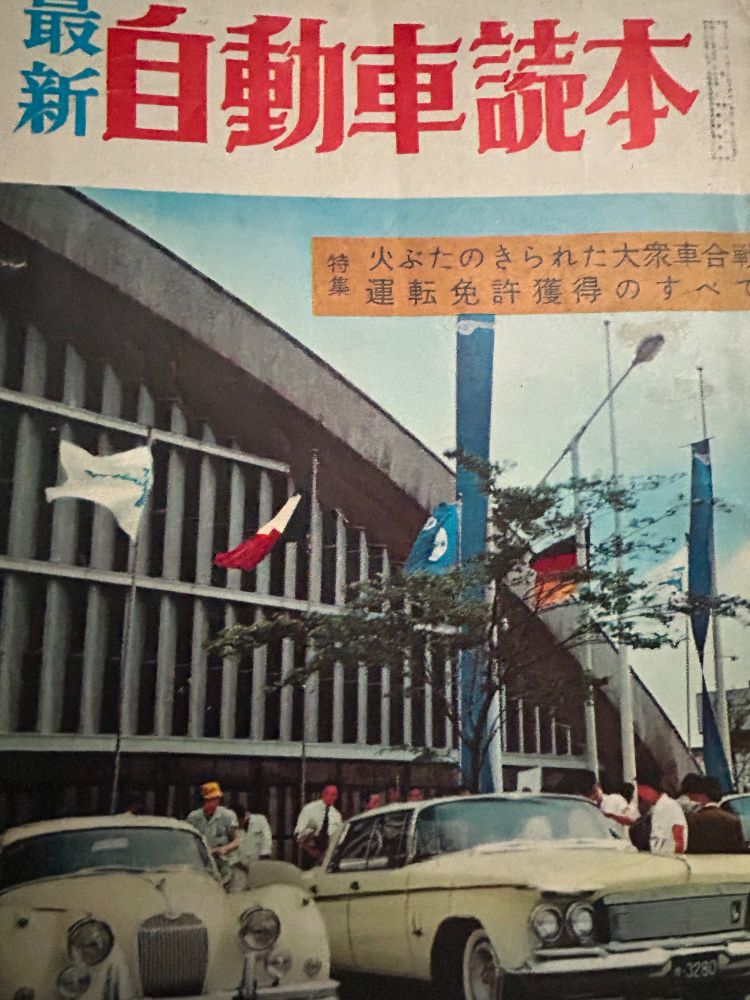 最新
自動車読本
特集
火ぶたのきられた大衆車合戦
運転免許獲得のすべて
3280